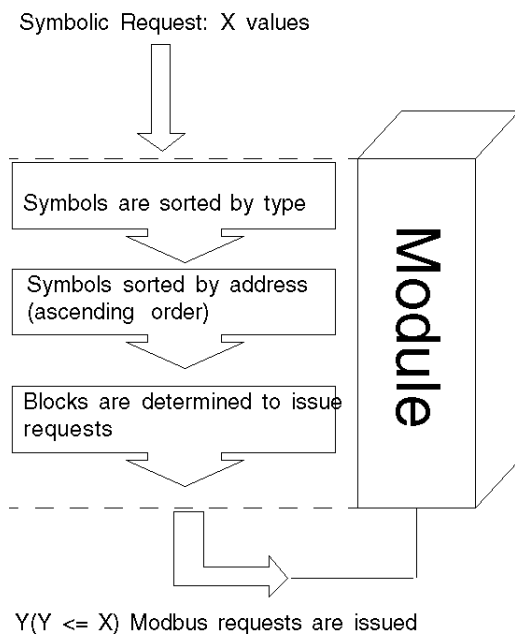 Symbolic Request: X values
Symbols are sorted by type
Symbols sorted by address
(ascending order)
Blocks are determined to issue
requests
Module
Y(Y <= X) Modbus requests are issued